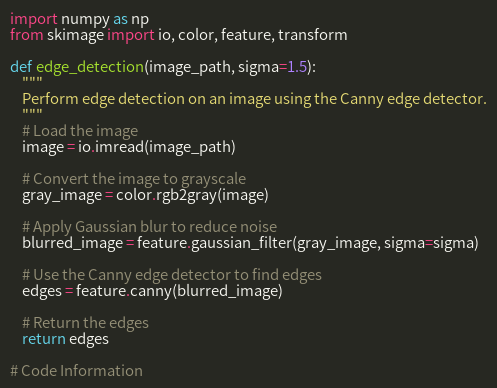 import numpy as np
from skimage import io, color, feature, transform
def edge_detection(image_path, sigma=1.5):
"""
Perform edge detection on an image using the Canny edge detector.
"""
# Load the image
image = io.imread(image_path)
# Convert the image to grayscale
gray_image = color.rgb2gray(image)
# Apply Gaussian blur to reduce noise
blurred_image = feature.gaussian_filter(gray_image, sigma=sigma)
# Use the Canny edge detector to find edges
edges = feature.canny(blurred_image)
# Return the edges
return edges
# Code Information